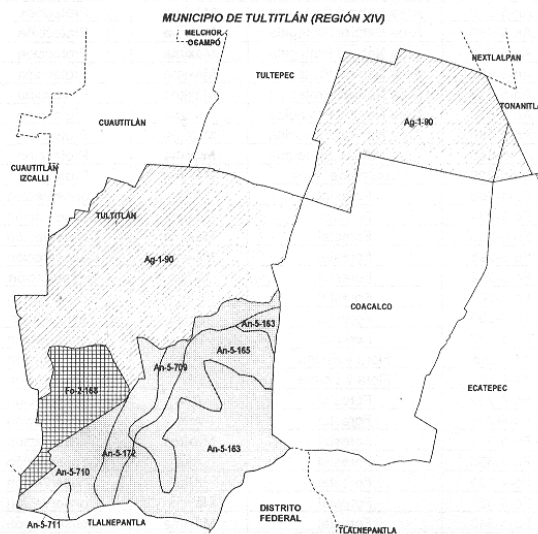 MUNICIPIO DE TULTITLÁN (REGIÓN XIV)
MELCHOR
OCAMPO
NEXTLALPAN
TULTEPEC
TONANITLA
CUAUTITLÁN
Ag-1-90
CUAUTITLÁN
IZCALLI
TULTITLÁN
Ag-1-90
COACALCO
An-5-163
An-5-165
An-5-709
ECATEPEC
Fo-2-168
An-5-163
An-5-172
An-5-710
DISTRITO
FEDERAL
An-5-711
TLALNEPANTLA
TLALNEPANTLA